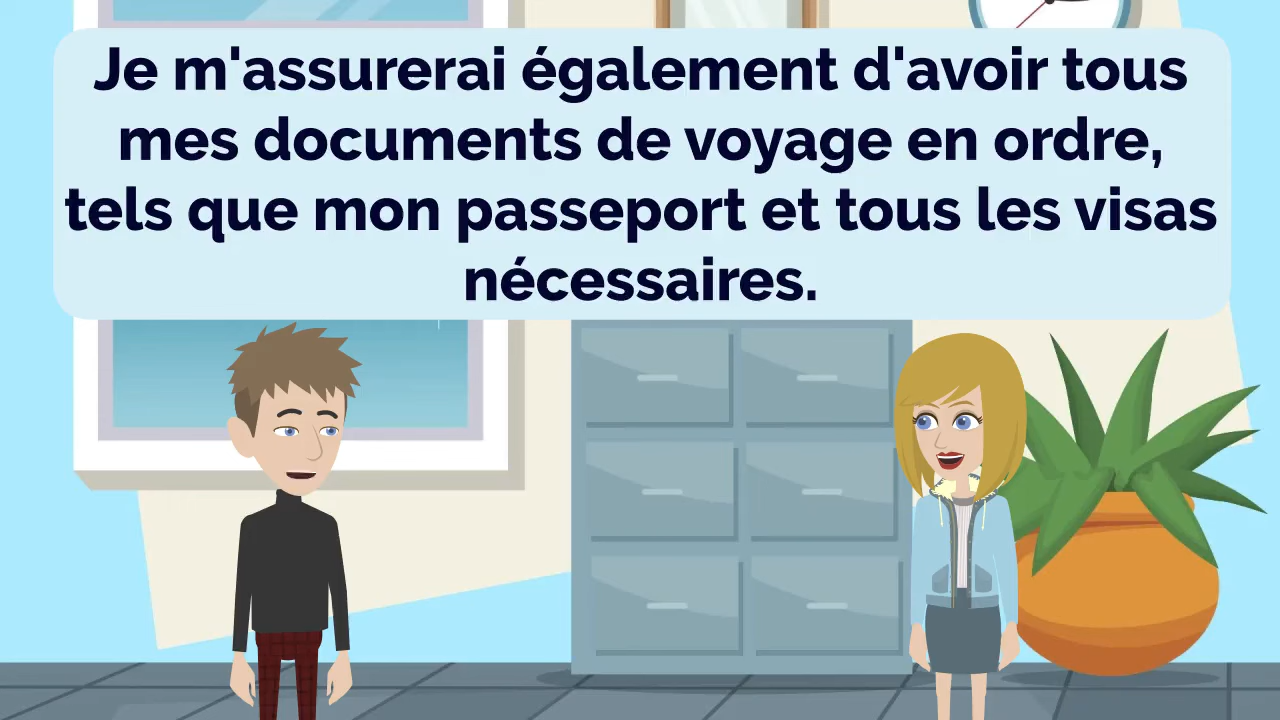 Je m'assurerai également d'avoir tous
mes documents de voyage en ordre,
tels que mon passeport et tous les visas
nécessaires.